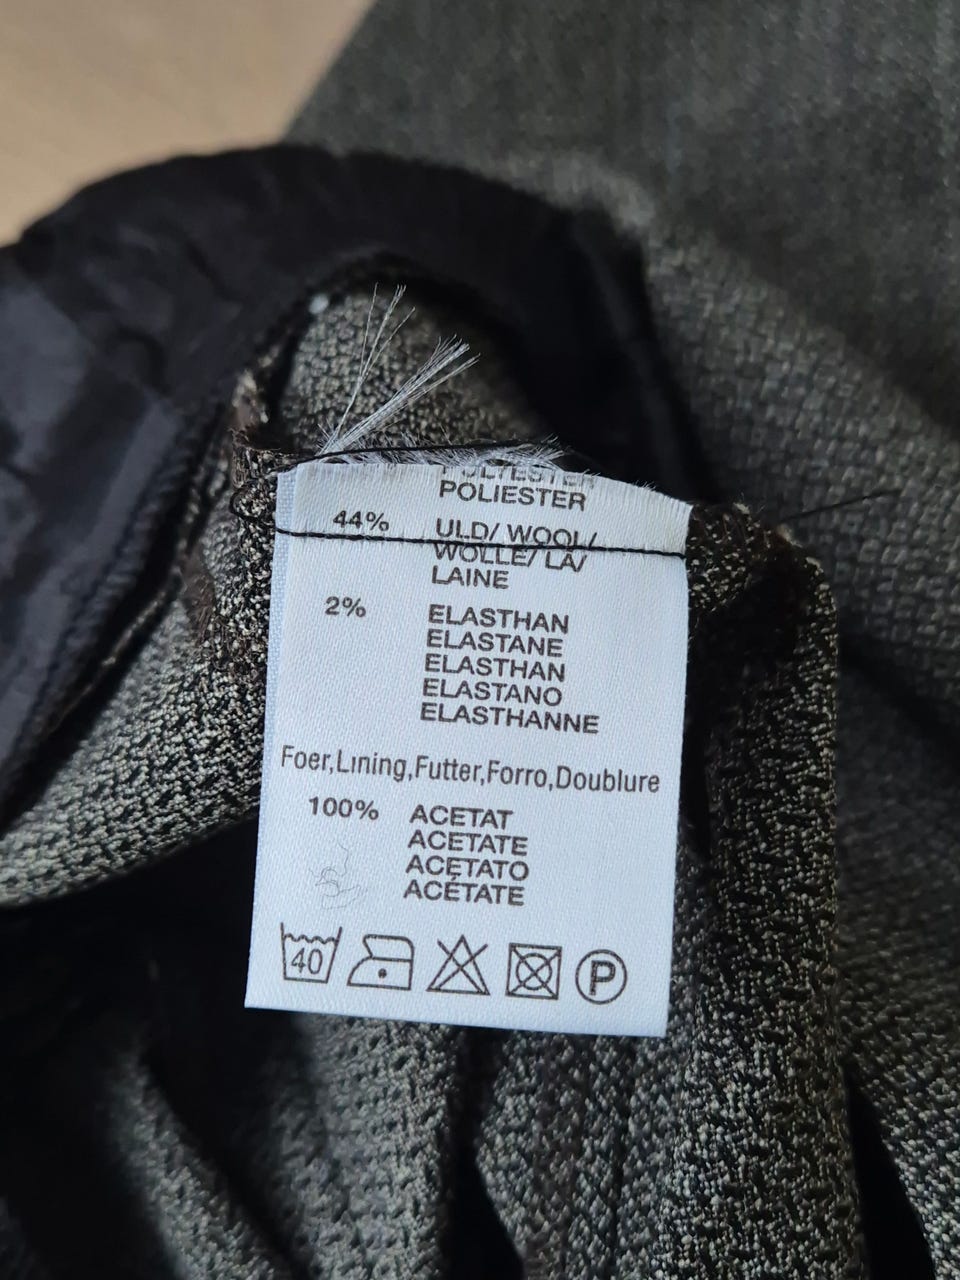 POLYESTER
POLIESTER
44% ULD/ WOOL/
WOLLE/ LA/
LAINE
2% ELASTHAN
ELASTANE
ELASTHAN
ELASTANO
ELASTHANNE
Foer,Lining,Futter,Forro,Doublure
100% ACETAT
ACETATE
ACETATO
ACÉTATE
40
P